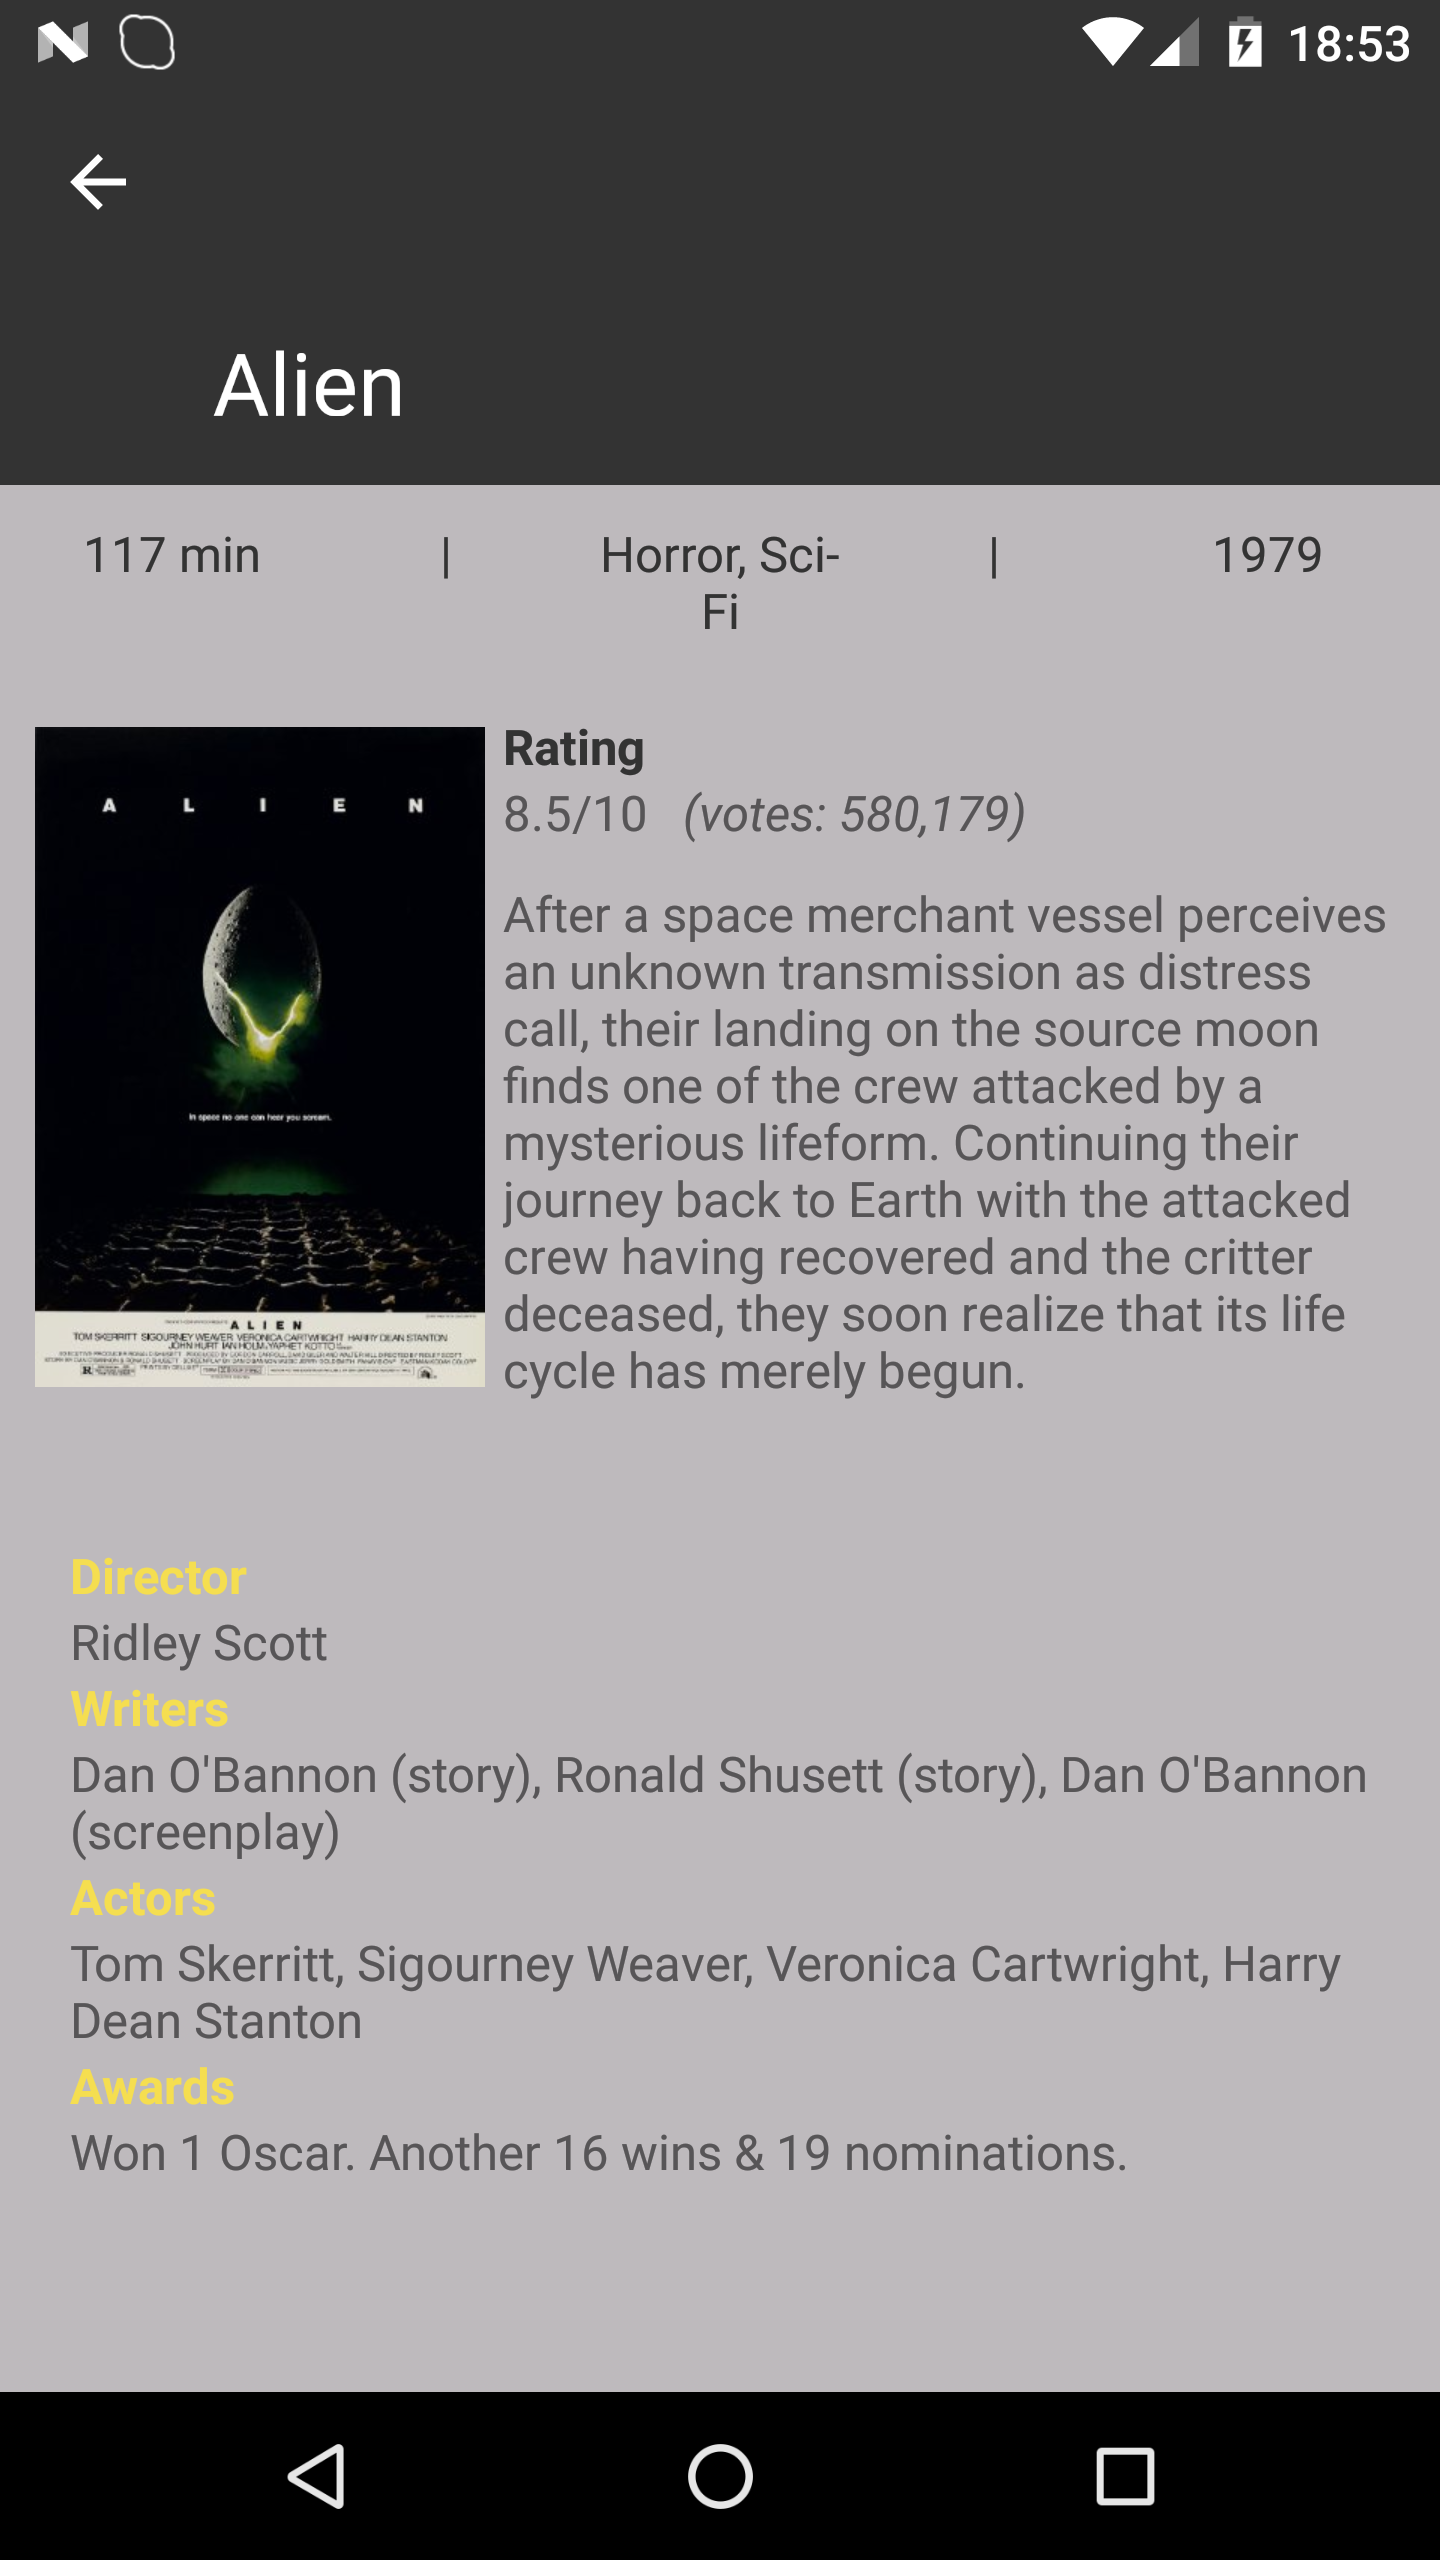 18:53
Alien
117 min | Horror, Sci- | 1979
Fi
A L I E N
In space no one can hear you scream.
A L I E N
TOM SKERRITT SIGOURNEY WEAVER VERONICA CARTWRIGHT HARRY DEAN STANTON
JOHN HURT IAN HOLM YAPHET KOTTO
R
Rating
8.5/10 (votes: 580,179)
After a space merchant vessel perceives
an unknown transmission as distress
call, their landing on the source moon
finds one of the crew attacked by a
mysterious lifeform. Continuing their
journey back to Earth with the attacked
crew having recovered and the critter
deceased, they soon realize that its life
cycle has merely begun.
Director
Ridley Scott
Writers
Dan O'Bannon (story), Ronald Shusett (story), Dan O'Bannon
(screenplay)
Actors
Tom Skerritt, Sigourney Weaver, Veronica Cartwright, Harry
Dean Stanton
Awards
Won 1 Oscar. Another 16 wins & 19 nominations.